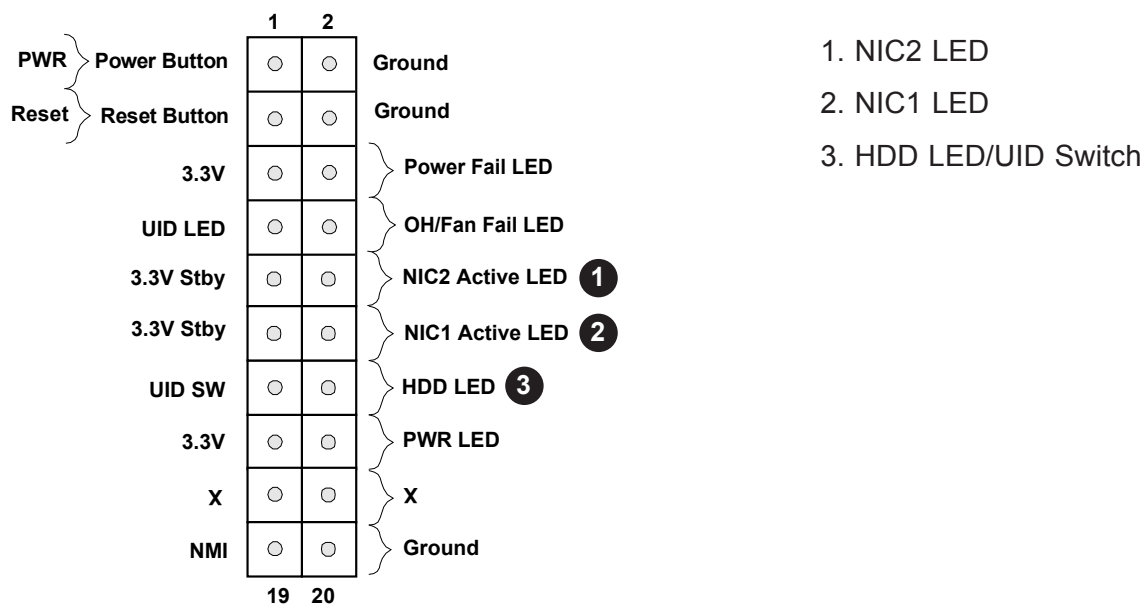 1 2
PWR Power Button Ground
Reset Reset Button Ground
3.3V Power Fail LED
UID LED OH/Fan Fail LED
3.3V Stby NIC2 Active LED 1
3.3V Stby NIC1 Active LED 2
UID SW HDD LED 3
3.3V PWR LED
X X
NMI Ground
19 20
1. NIC2 LED
2. NIC1 LED
3. HDD LED/UID Switch